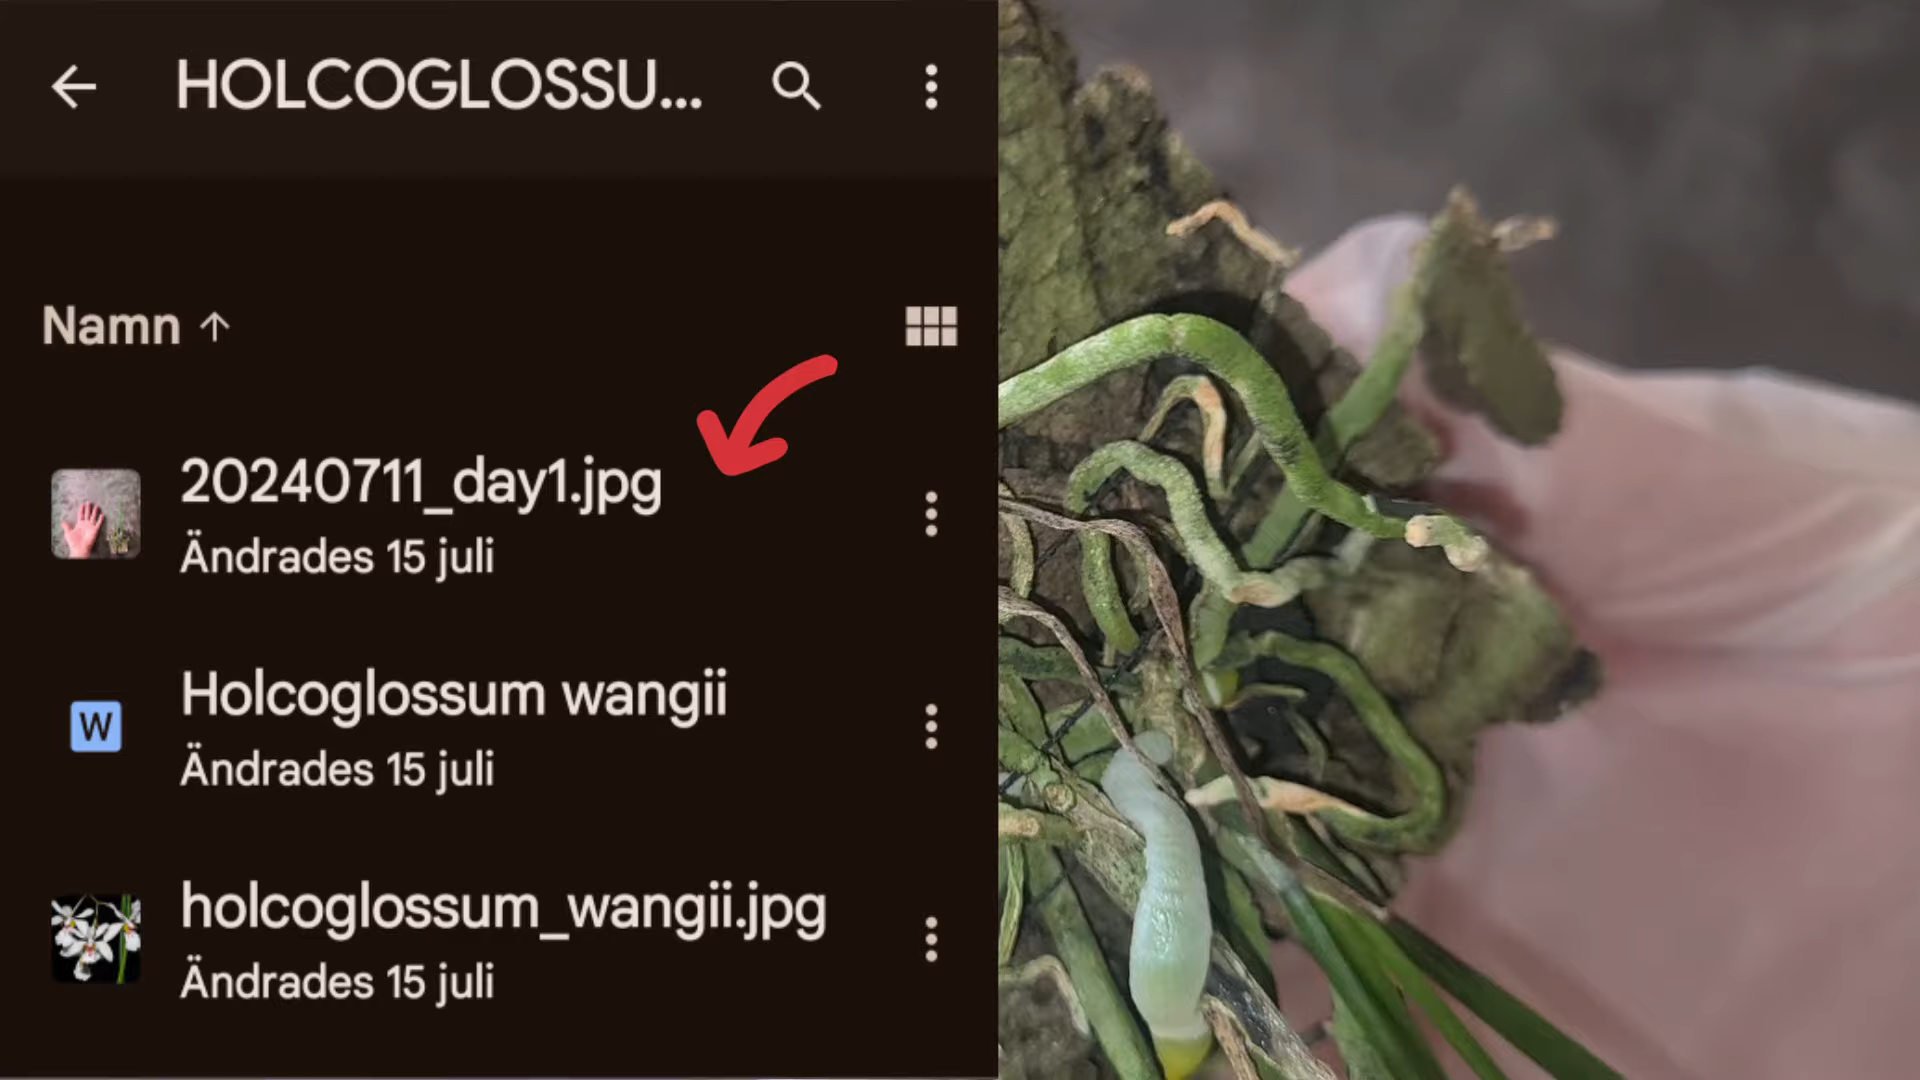 HOLCOGLOSSU...
Namn
20240711_day1.jpg
Ändrades 15 juli
W
Holcoglossum wangii
Ändrades 15 juli
holcoglossum_wangii.jpg
Ändrades 15 juli